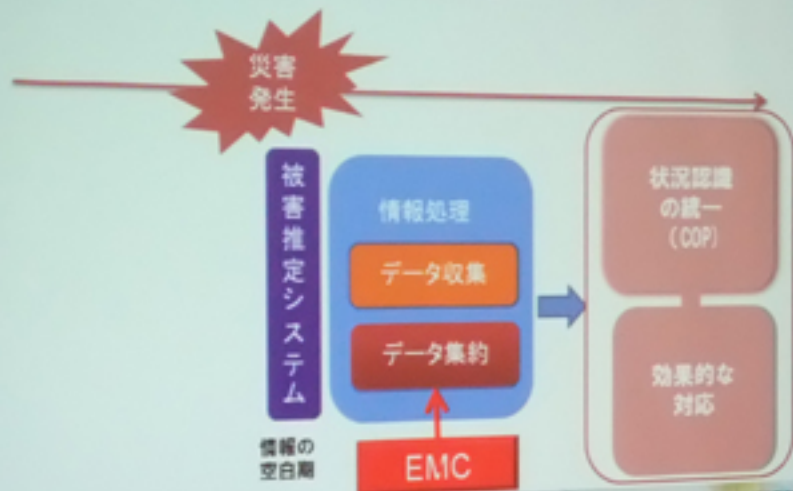 災害
発生
被害推定システム
情報処理
データ収集
データ集約
情報の
空白期
EMC
状況認識
の統一
(COP)
効果的な
対応